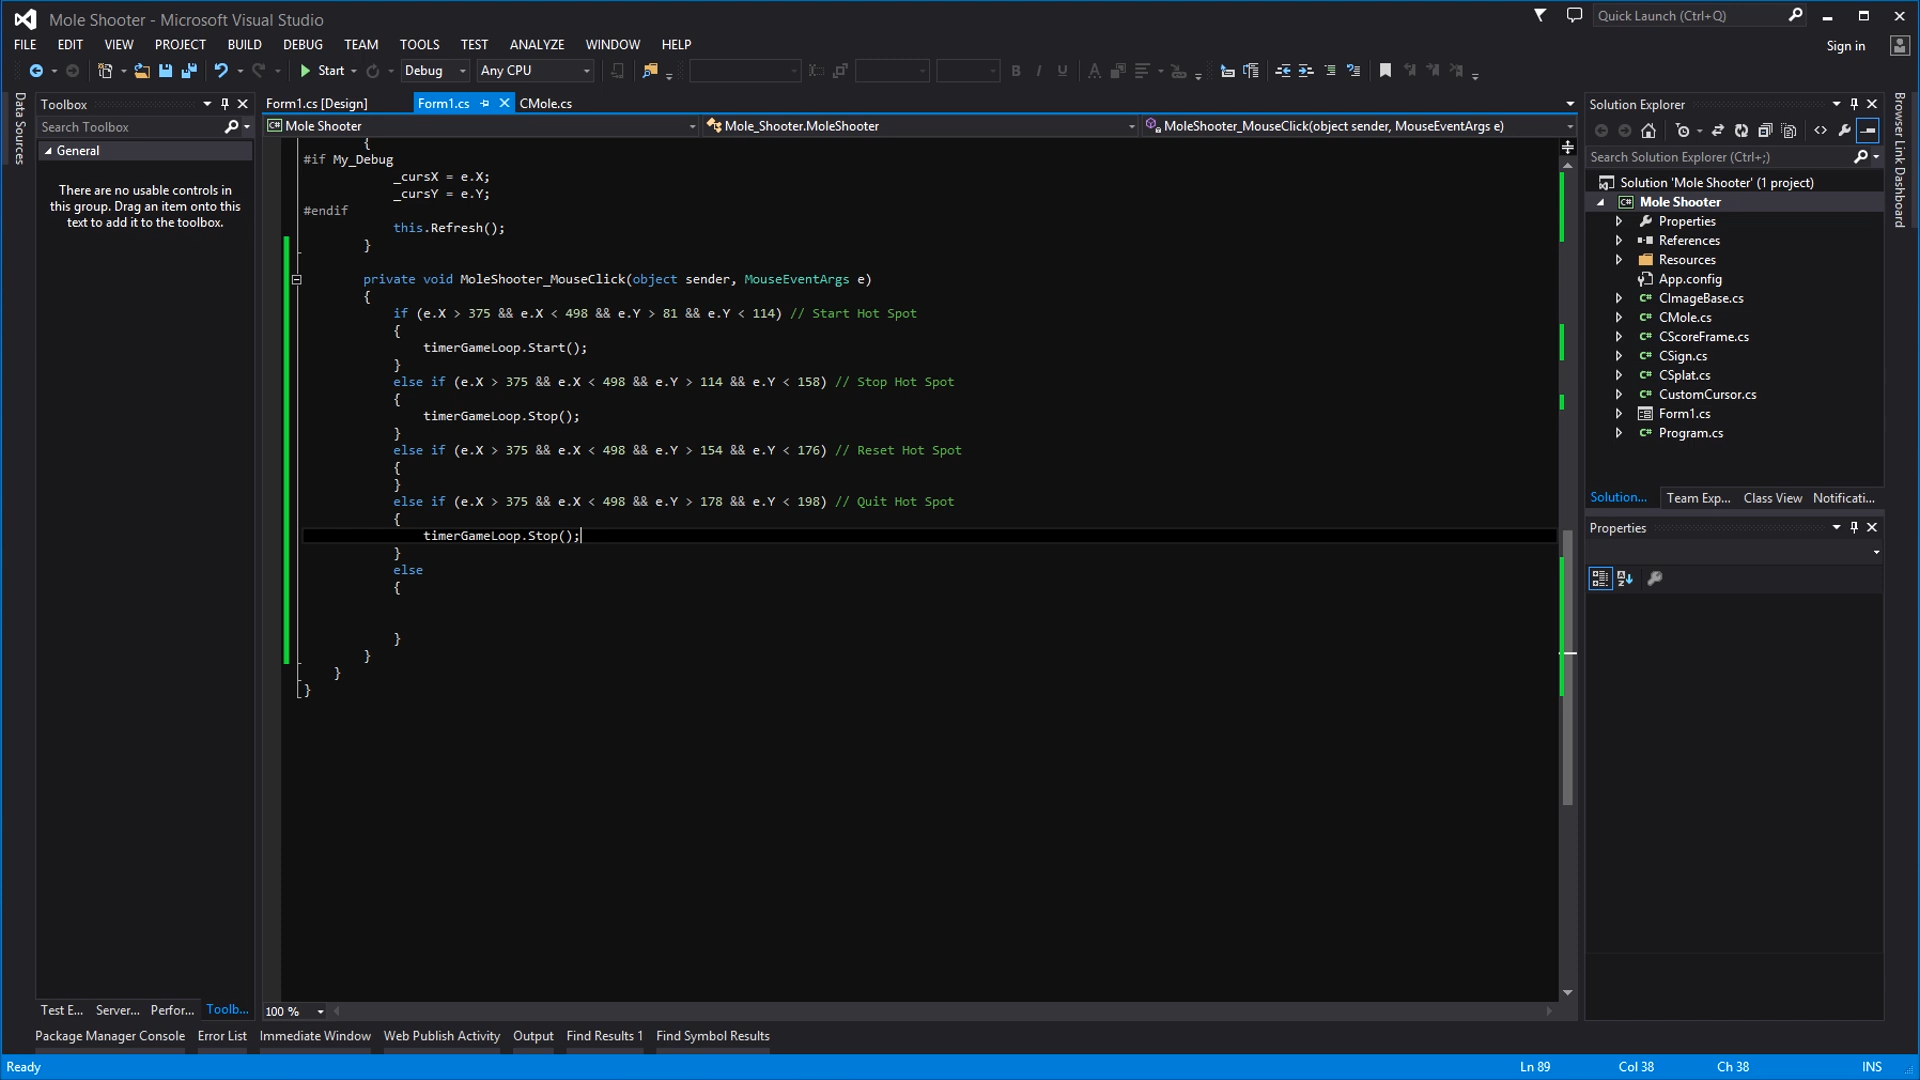 Mole Shooter - Microsoft Visual Studio
Quick Launch (Ctrl+Q)
FILE EDIT VIEW PROJECT BUILD DEBUG TEAM TOOLS TEST ANALYZE WINDOW HELP
Sign in
Start Debug Any CPU
Data Sources
Toolbox
Search Toolbox
General
There are no usable controls in
this group. Drag an item onto this
text to add it to the toolbox.
Form1.cs [Design] Form1.cs CMole.cs
Mole Shooter Mole_Shooter.MoleShooter MoleShooter_MouseClick(object sender, MouseEventArgs e)
{
#if My_Debug
_cursX = e.X;
_cursY = e.Y;
#endif
this.Refresh();
}
private void MoleShooter_MouseClick(object sender, MouseEventArgs e)
{
if (e.X > 375 && e.X < 498 && e.Y > 81 && e.Y < 114) // Start Hot Spot
{
timerGameLoop.Start();
}
else if (e.X > 375 && e.X < 498 && e.Y > 114 && e.Y < 158) // Stop Hot Spot
{
timerGameLoop.Stop();
}
else if (e.X > 375 && e.X < 498 && e.Y > 154 && e.Y < 176) // Reset Hot Spot
{
}
else if (e.X > 375 && e.X < 498 && e.Y > 178 && e.Y < 198) // Quit Hot Spot
{
timerGameLoop.Stop();
}
else
{
}
}
}
}
Solution Explorer
Search Solution Explorer (Ctrl+;)
Solution 'Mole Shooter' (1 project)
Mole Shooter
Properties
References
Resources
App.config
CImageBase.cs
CMole.cs
CScoreFrame.cs
CSign.cs
CSplat.cs
CustomCursor.cs
Form1.cs
Program.cs
Solution... Team Exp... Class View Notificati...
Properties
Browser Link Dashboard
Test E... Server... Perfor... Toolb...
100 %
Package Manager Console Error List Immediate Window Web Publish Activity Output Find Results 1 Find Symbol Results
Ready Ln 89 Col 38 Ch 38 INS